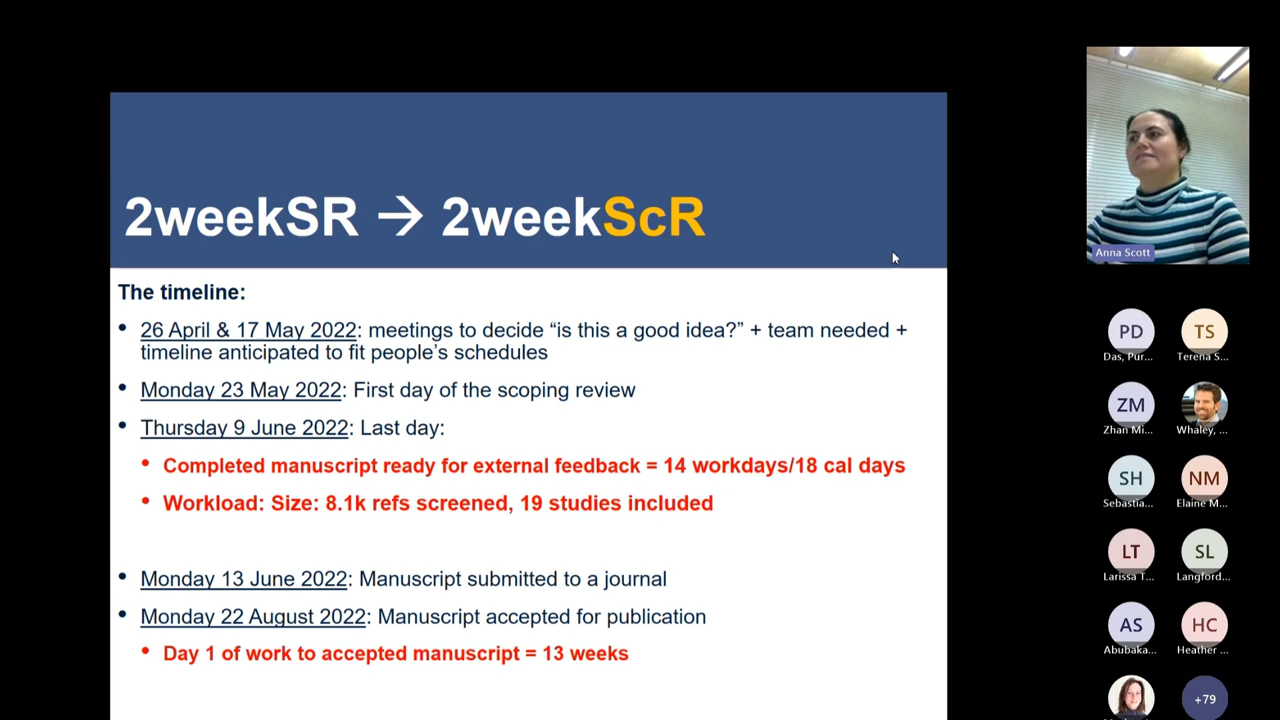 2weekSR → 2weekScR
The timeline:
• 26 April & 17 May 2022: meetings to decide “is this a good idea?” + team needed +
timeline anticipated to fit people’s schedules
• Monday 23 May 2022: First day of the scoping review
• Thursday 9 June 2022: Last day:
• Completed manuscript ready for external feedback = 14 workdays/18 cal days
• Workload: Size: 8.1k refs screened, 19 studies included
• Monday 13 June 2022: Manuscript submitted to a journal
• Monday 22 August 2022: Manuscript accepted for publication
• Day 1 of work to accepted manuscript = 13 weeks
Anna Scott
PD
Das, Pur...
TS
Terena S...
ZM
Zhan Mi...
Whaley, ...
SH
Sebastia...
NM
Elaine M...
LT
Larissa T...
SL
Langford...
AS
Abubaka...
HC
Heather ...
+79